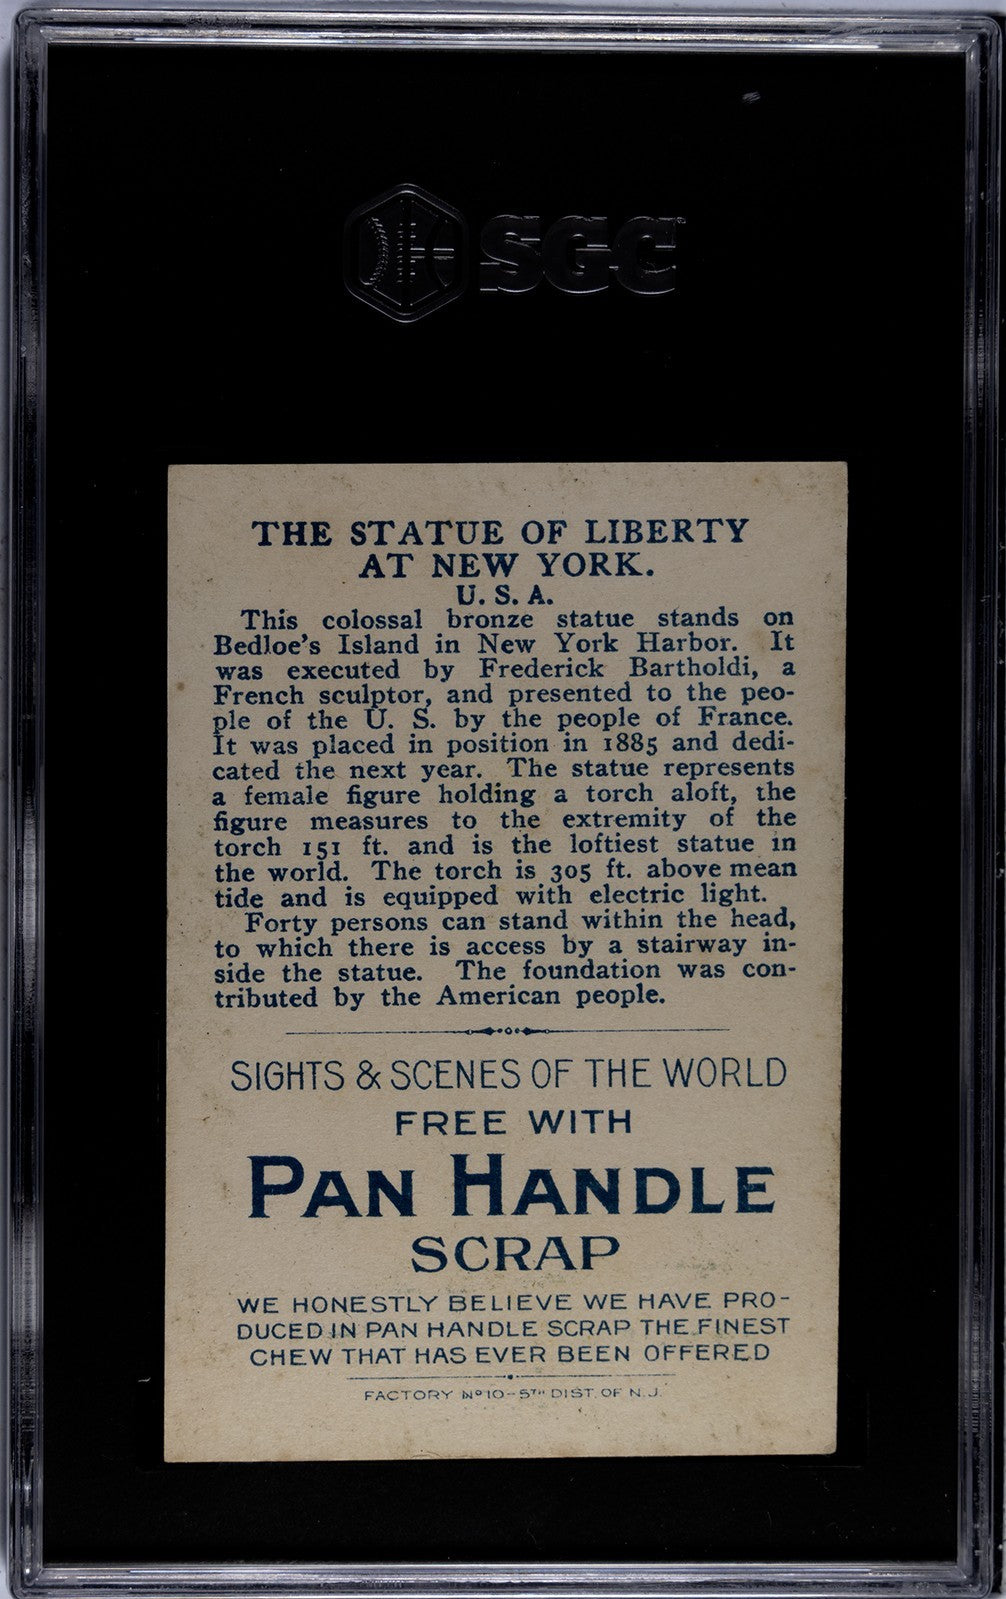 SGC
THE STATUE OF LIBERTY
AT NEW YORK.
U. S. A.
This colossal bronze statue stands on
Bedloe's Island in New York Harbor. It
was executed by Frederick Bartholdi, a
French sculptor, and presented to the peo-
ple of the U. S. by the people of France.
It was placed in position in 1885 and dedi-
cated the next year. The statue represents
a female figure holding a torch aloft, the
figure measures to the extremity of the
torch 151 ft. and is the loftiest statue in
the world. The torch is 305 ft. above mean
tide and is equipped with electric light.
Forty persons can stand within the head,
to which there is access by a stairway in-
side the statue. The foundation was con-
tributed by the American people.
SIGHTS & SCENES OF THE WORLD
FREE WITH
PAN HANDLE
SCRAP
WE HONESTLY BELIEVE WE HAVE PRO-
DUCED IN PAN HANDLE SCRAP THE FINEST
CHEW THAT HAS EVER BEEN OFFERED
FACTORY Nº 10-5TH DIST. OF N.J.